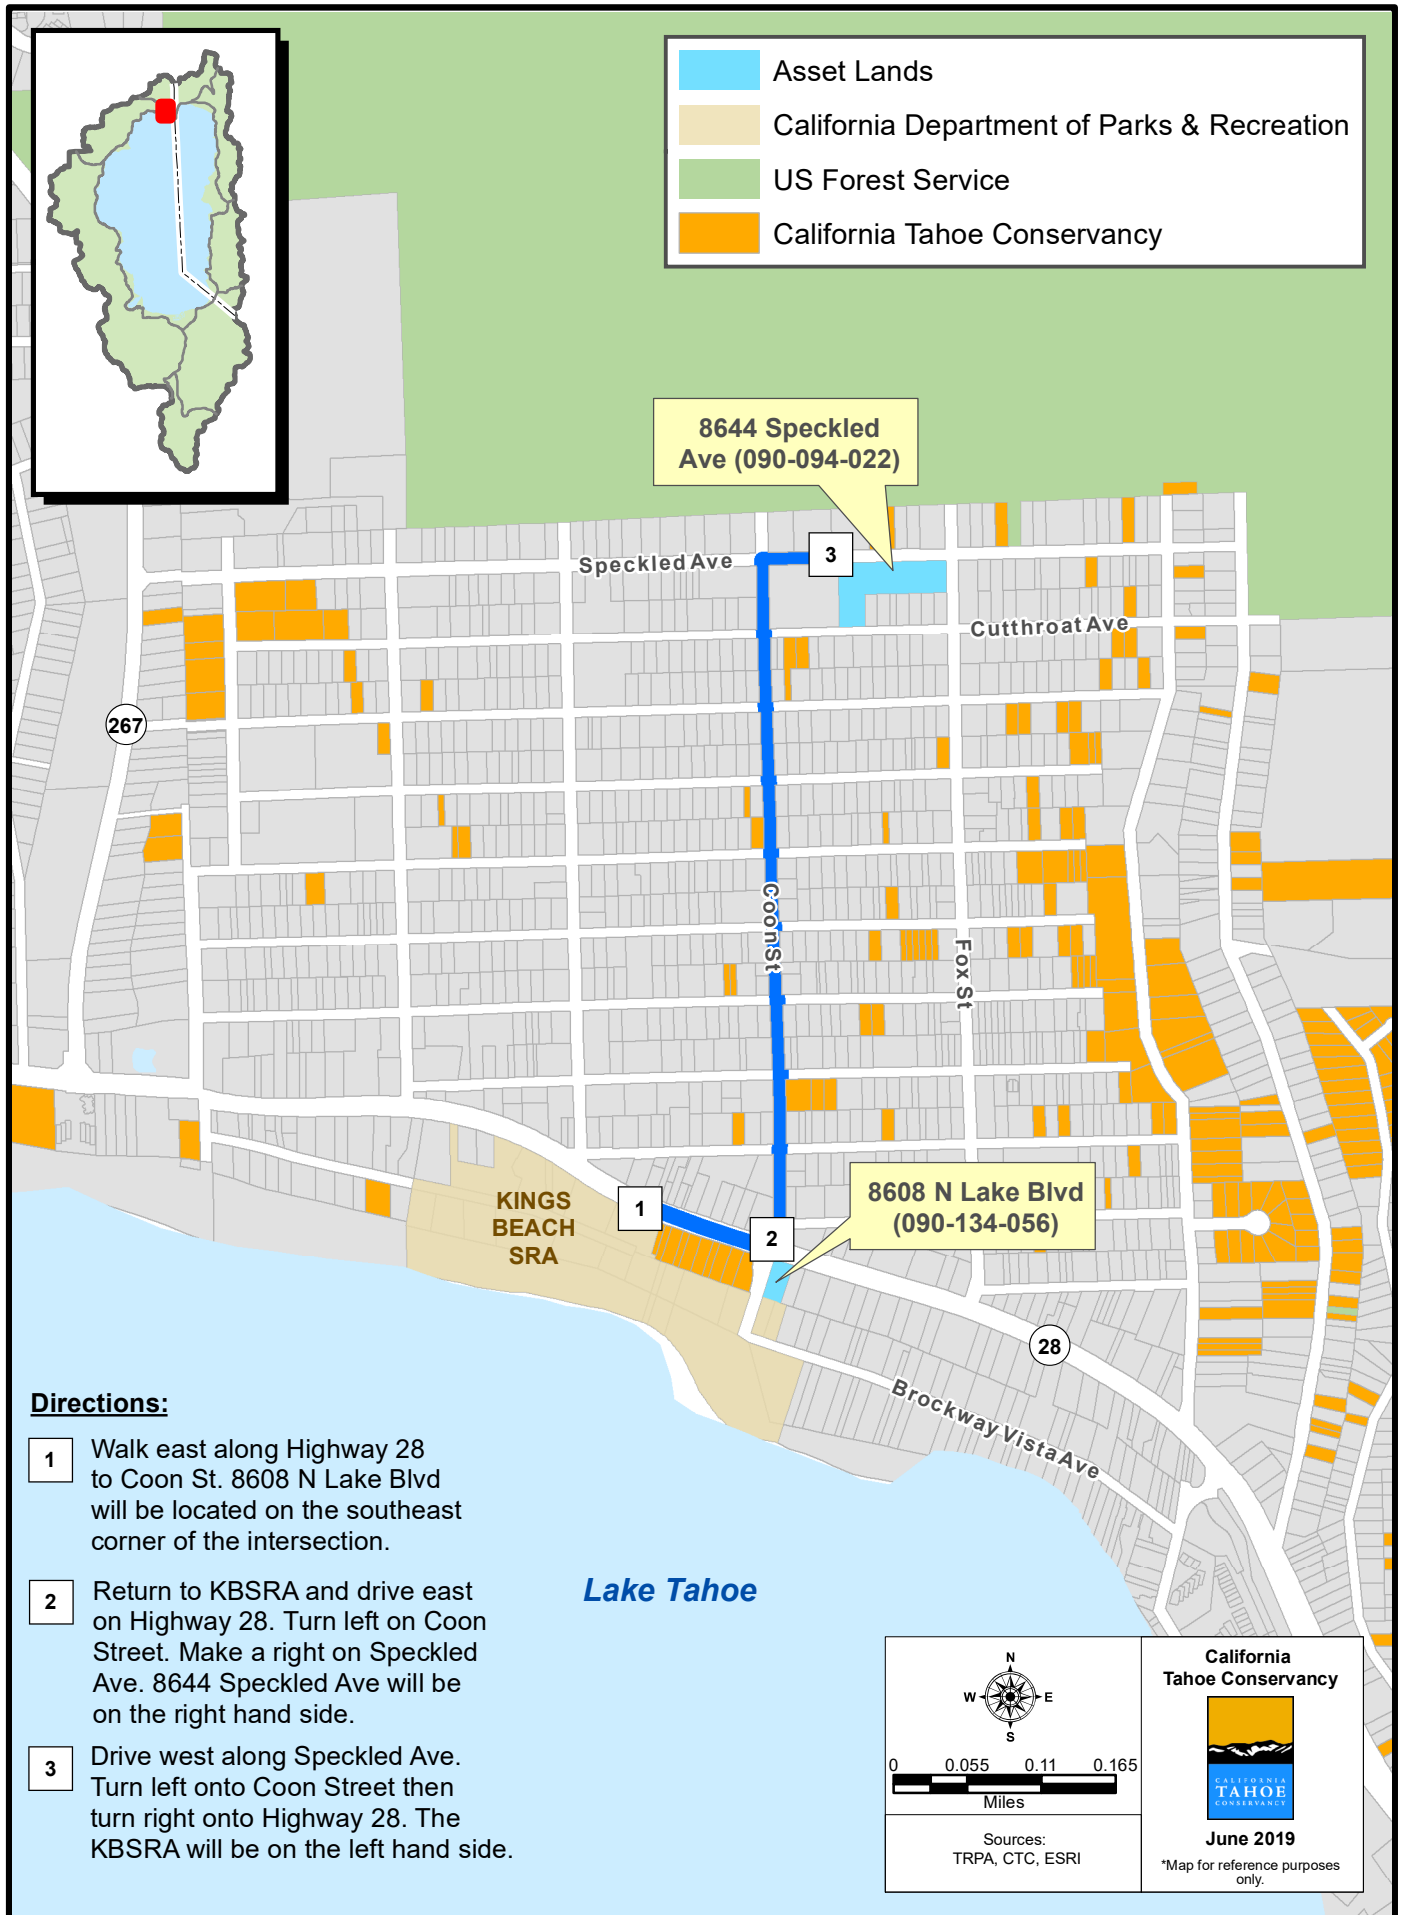 Asset Lands
California Department of Parks & Recreation
US Forest Service
California Tahoe Conservancy
8644 Speckled
Ave (090-094-022)
Speckled Ave
3
Cutthroat Ave
267
Coon St
Fox St
KINGS
BEACH
SRA
1
2
8608 N Lake Blvd
(090-134-056)
28
Brockway Vista Ave
Lake Tahoe
Directions:
1
Walk east along Highway 28
to Coon St. 8608 N Lake Blvd
will be located on the southeast
corner of the intersection.
2
Return to KBSRA and drive east
on Highway 28. Turn left on Coon
Street. Make a right on Speckled
Ave. 8644 Speckled Ave will be
on the right hand side.
3
Drive west along Speckled Ave.
Turn left onto Coon Street then
turn right onto Highway 28. The
KBSRA will be on the left hand side.
N
W E
S
0 0.055 0.11 0.165
Miles
Sources:
TRPA, CTC, ESRI
California
Tahoe Conservancy
CALIFORNIA
TAHOE
CONSERVANCY
June 2019
*Map for reference purposes
only.